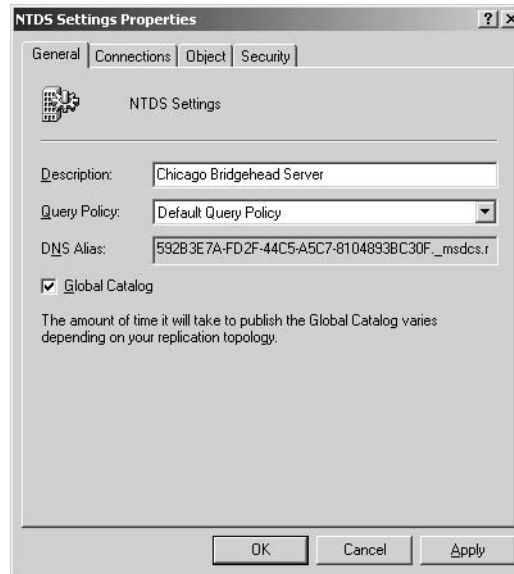 NTDS Settings Properties
General Connections Object Security
NTDS Settings
Description: Chicago Bridgehead Server
Query Policy: Default Query Policy
DNS Alias: 592B3E7A-FD2F-44C5-A5C7-8104893BC30F._msdcs.r
Global Catalog
The amount of time it will take to publish the Global Catalog varies
depending on your replication topology.
OK Cancel Apply